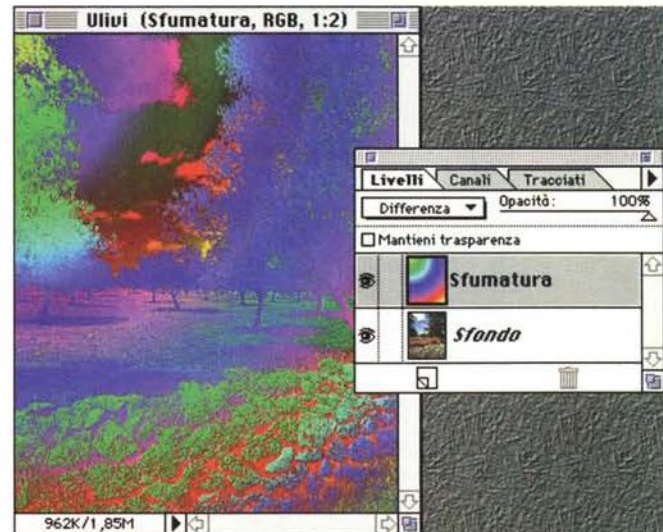 Ulivi (Sfumatura, RGB, 1:2)
Livelli Canali Tracciati
Differenza Opacità: 100%
Mantieni trasparenza
Sfumatura
Sfondo
962K/1,85M